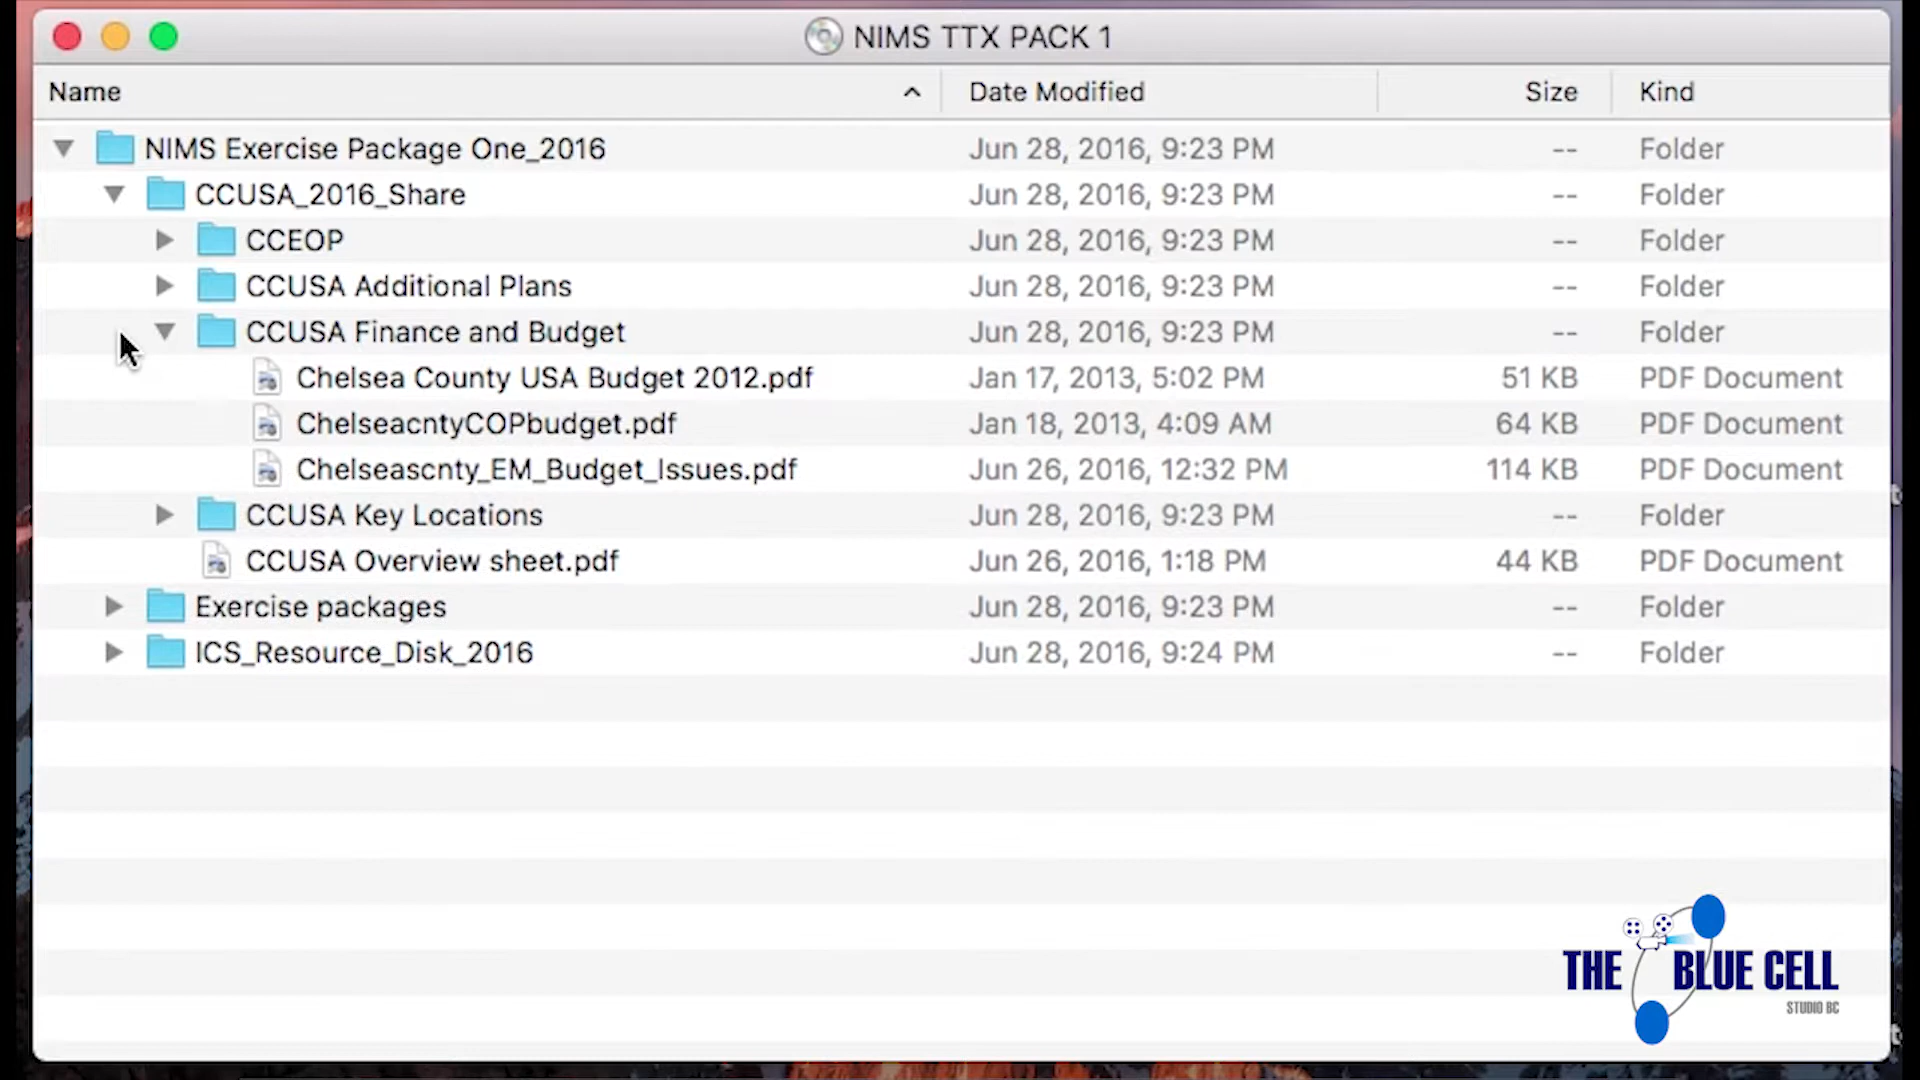 NIMS TTX PACK 1
Name Date Modified Size Kind
NIMS Exercise Package One_2016 Jun 28, 2016, 9:23 PM -- Folder
CCUSA_2016_Share Jun 28, 2016, 9:23 PM -- Folder
CCEOP Jun 28, 2016, 9:23 PM -- Folder
CCUSA Additional Plans Jun 28, 2016, 9:23 PM -- Folder
CCUSA Finance and Budget Jun 28, 2016, 9:23 PM -- Folder
Chelsea County USA Budget 2012.pdf Jan 17, 2013, 5:02 PM 51 KB PDF Document
ChelseacntyCOPbudget.pdf Jan 18, 2013, 4:09 AM 64 KB PDF Document
Chelseascnty_EM_Budget_Issues.pdf Jun 26, 2016, 12:32 PM 114 KB PDF Document
CCUSA Key Locations Jun 28, 2016, 9:23 PM -- Folder
CCUSA Overview sheet.pdf Jun 26, 2016, 1:18 PM 44 KB PDF Document
Exercise packages Jun 28, 2016, 9:23 PM -- Folder
ICS_Resource_Disk_2016 Jun 28, 2016, 9:24 PM -- Folder
THE BLUE CELL
STUDIO BC